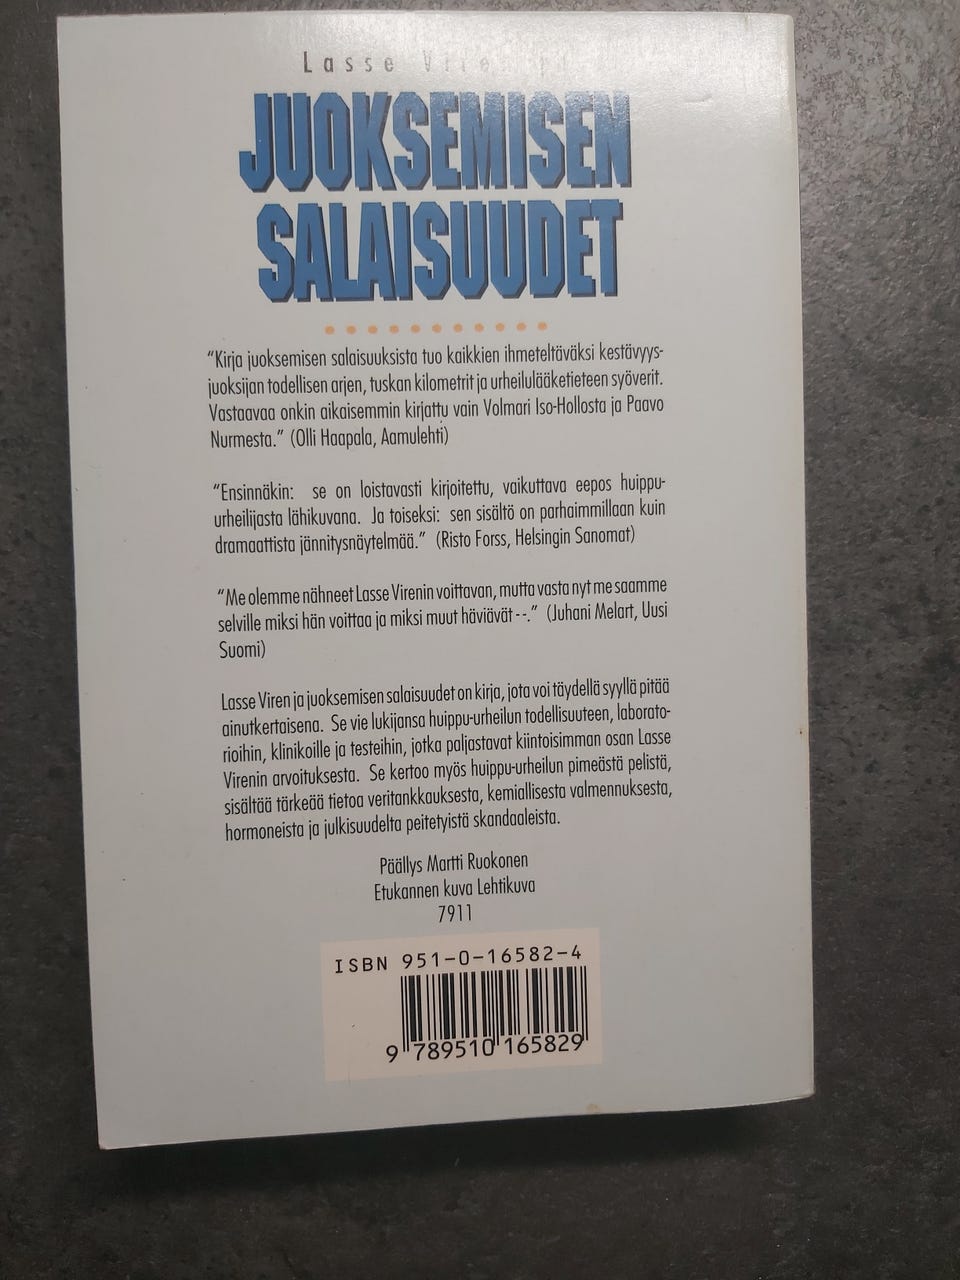 Lasse Viren
JUOKSEMISEN
SALAISUUDET
“Kirja juoksemisen salaisuuksista tuo kaikkien ihmeteltäväksi kestävyys-
juoksijan todellisen arjen, tuskan kilometrit ja urheilulääketieteen syöverit.
Vastaavaa onkin aikaisemmin kirjattu vain Volmari Iso-Hollosta ja Paavo
Nurmesta.” (Olli Haapala, Aamulehti)
“Ensinnäkin: se on loistavasti kirjoitettu, vaikuttava eepos huippu-
urheilijasta lähikuvana. Ja toiseksi: sen sisältö on parhaimmillaan kuin
dramaattista jännitysnäytelmää.” (Risto Forss, Helsingin Sanomat)
“Me olemme nähneet Lasse Virenin voittavan, mutta vasta nyt me saamme
selville miksi hän voittaa ja miksi muut häviävät --.” (Juhani Melart, Uusi
Suomi)
Lasse Viren ja juoksemisen salaisuudet on kirja, jota voi täydellä syyllä pitää
ainutkertaisena. Se vie lukijansa huippu-urheilun todellisuuteen, laborato-
rioihin, klinikoille ja testeihin, jotka paljastavat kiintoisimman osan Lasse
Virenin arvoituksesta. Se kertoo myös huippu-urheilun pimeästä pelistä,
sisältää tärkeää tietoa veritankkauksesta, kemiallisesta valmennuksesta,
hormoneista ja julkisuudelta peitetyistä skandaaleista.
Päällys Martti Ruokonen
Etukannen kuva Lehtikuva
7911
ISBN 951-0-16582-4
9 789510 165829